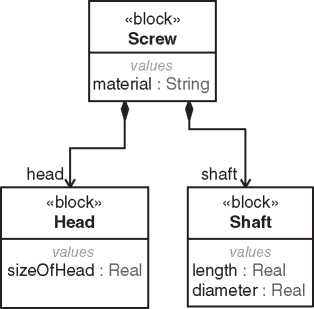 «block»
Screw
values
material : String
head
shaft
«block»
Head
values
sizeOfHead : Real
«block»
Shaft
values
length : Real
diameter : Real